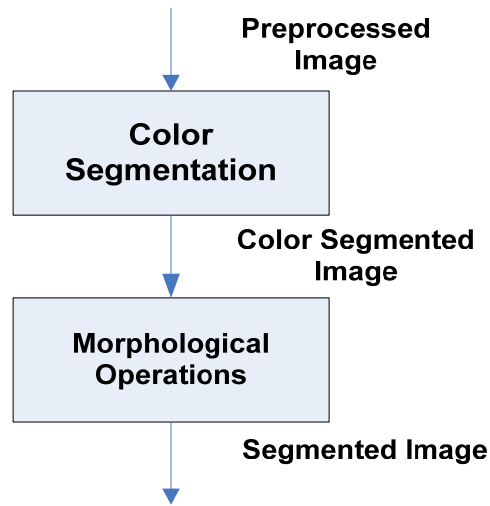 Preprocessed
Image
Color
Segmentation
Color Segmented
Image
Morphological
Operations
Segmented Image